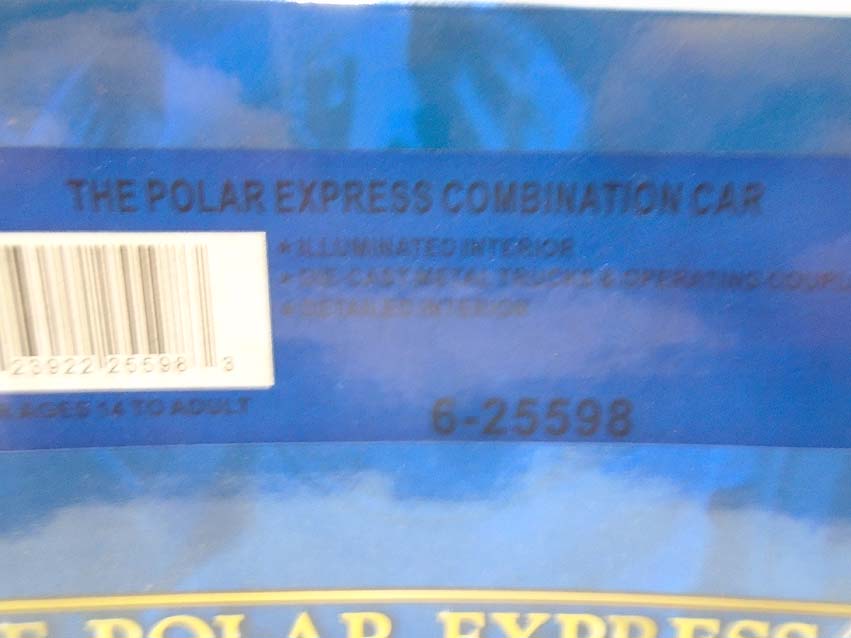 THE POLAR EXPRESS COMBINATION CAR
★ ILLUMINATED INTERIOR
★ DIE-CAST METAL TRUCKS & OPERATING COUPL
★ DETAILED INTERIOR
23922 25598 3
AGES 14 TO ADULT
6-25598
E POLAR EXPRESS